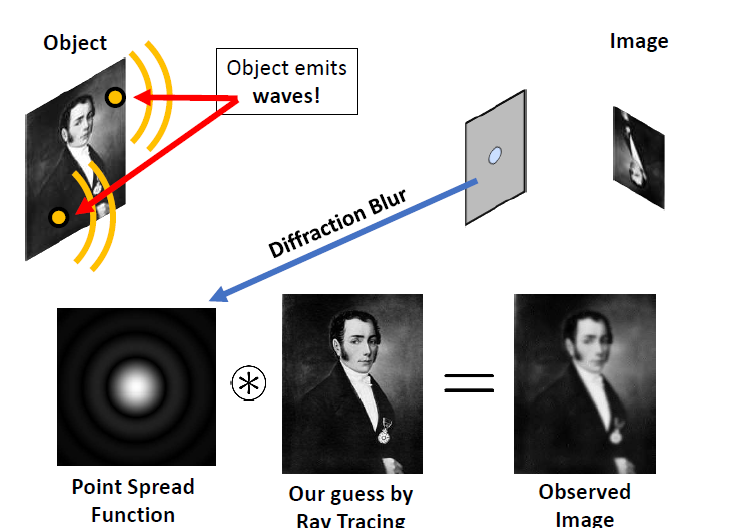 Object
Image
Object emits
waves!
Diffraction Blur
Point Spread
Function
Our guess by
Ray Tracing
Observed
Image